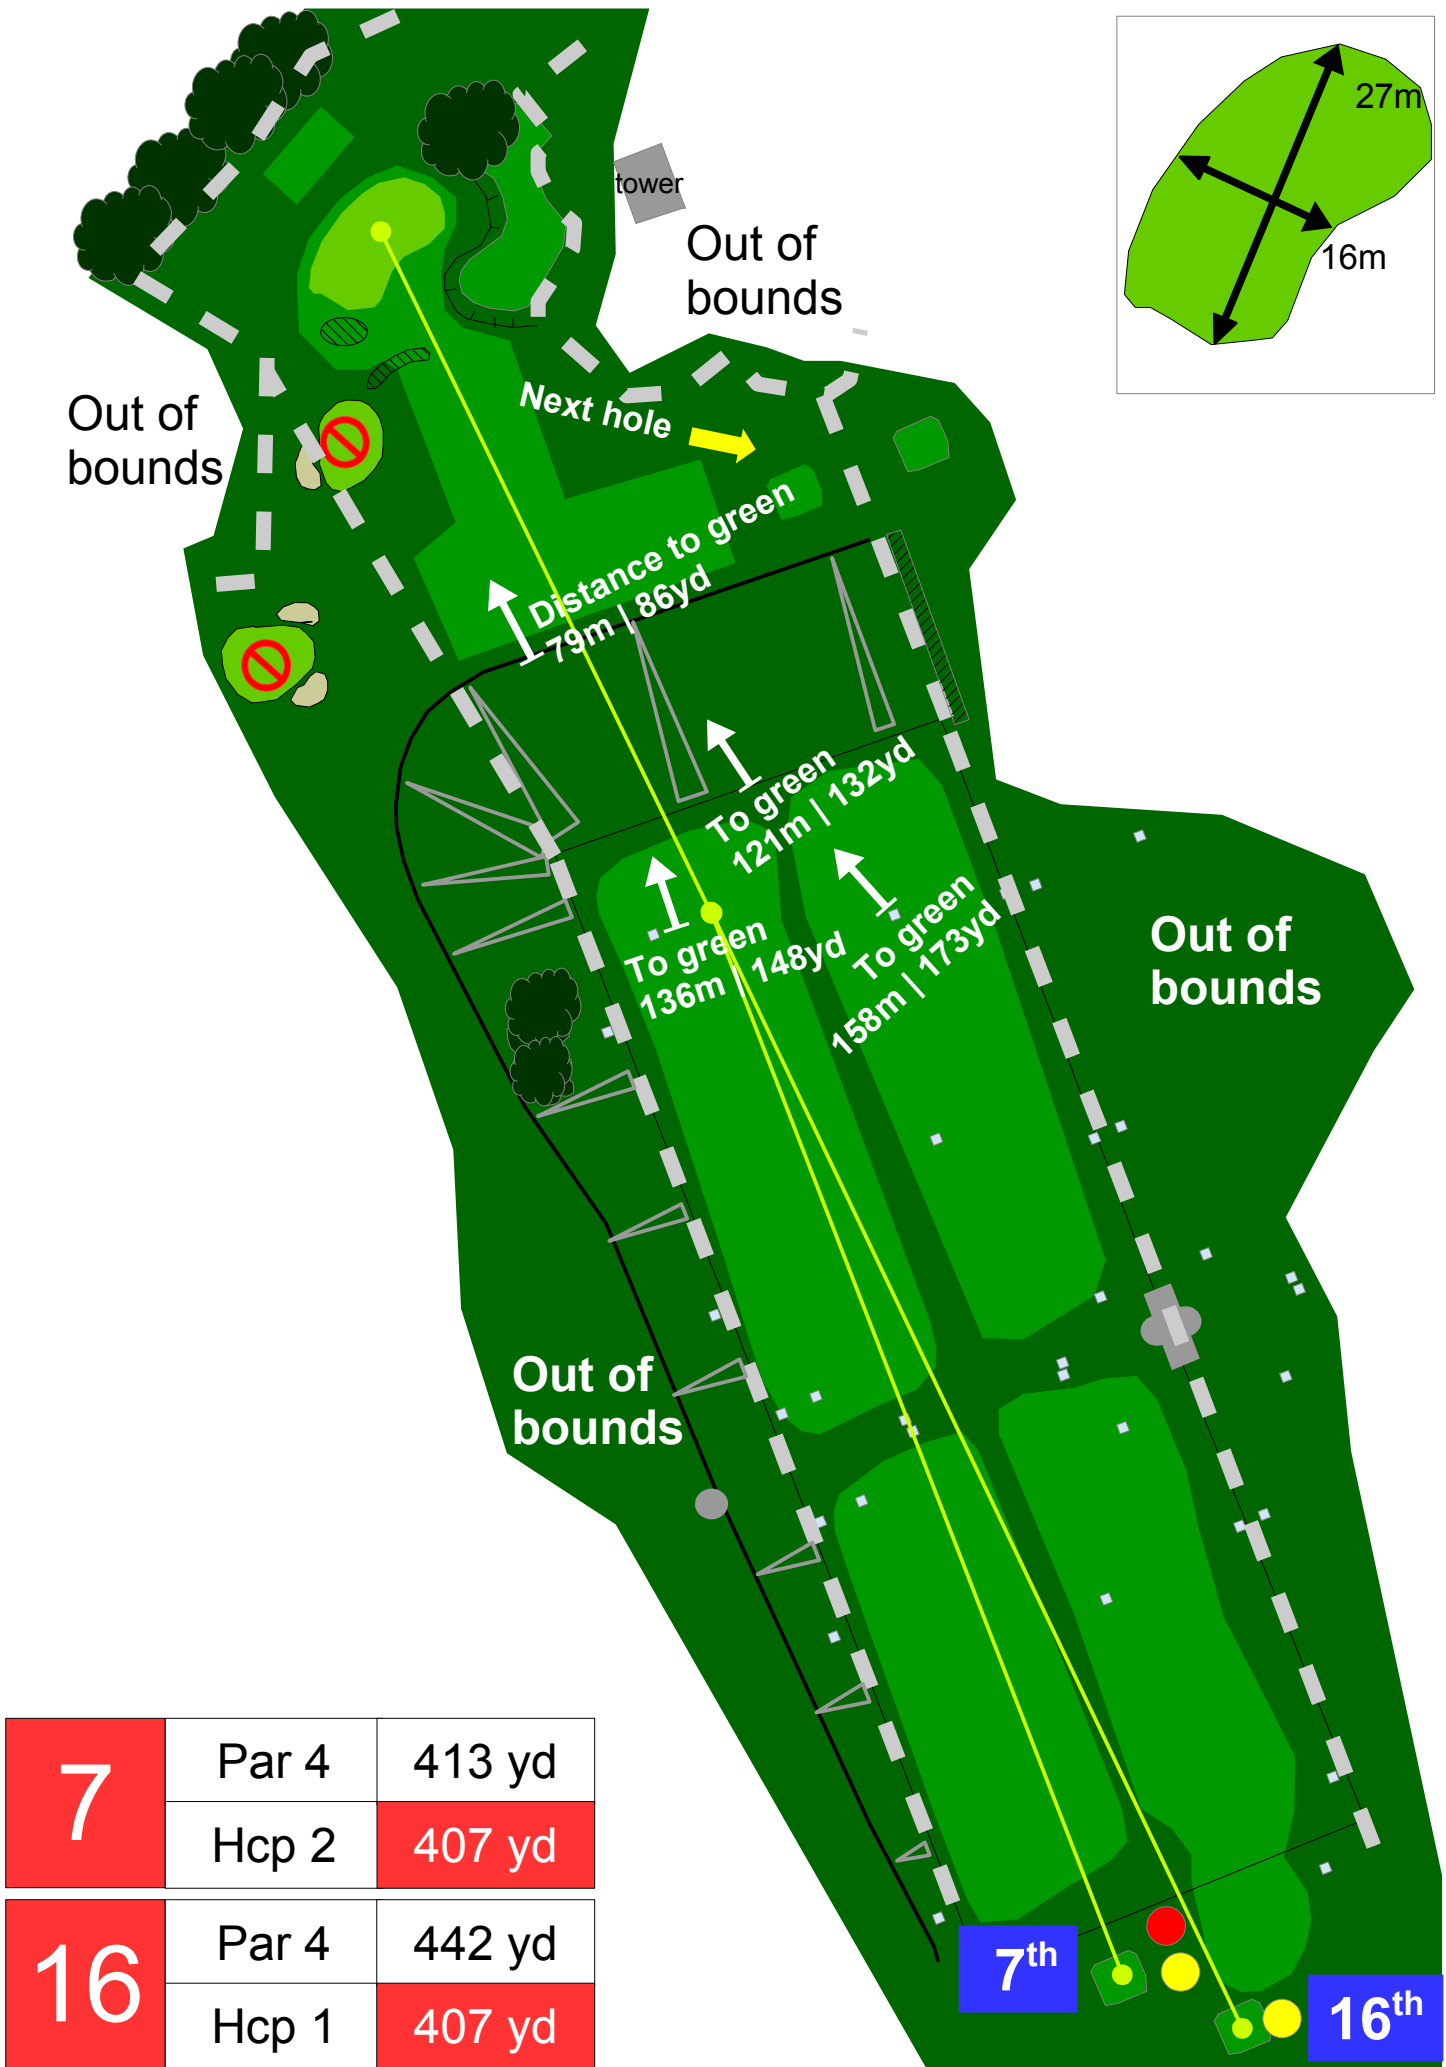 27m
16m
tower
Out of
bounds
Out of
bounds
Next hole
Distance to green
79m | 86yd
To green
121m | 132yd
To green
136m | 148yd
To green
158m | 173yd
Out of
bounds
Out of
bounds
7 Par 4 413 yd
Hcp 2 407 yd
16 Par 4 442 yd
Hcp 1 407 yd
7th
16th